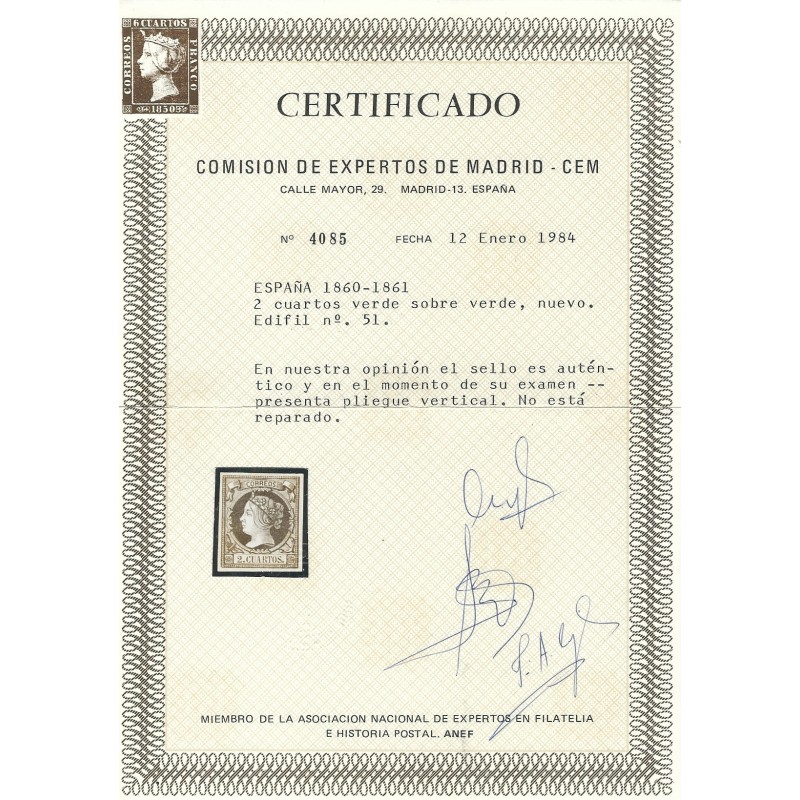 6 CUARTOS
CORREOS
FRANCO
1850
CERTIFICADO
COMISION DE EXPERTOS DE MADRID - CEM
CALLE MAYOR, 29. MADRID-13. ESPAÑA
Nº 4085 FECHA 12 Enero 1984
ESPAÑA 1860-1861
2 cuartos verde sobre verde, nuevo.
Edifil nº. 51.
En nuestra opinión el sello es autén-
tico y en el momento de su examen --
presenta pliegue vertical. No está
reparado.
CORREOS
2. CUARTOS.
MIEMBRO DE LA ASOCIACION NACIONAL DE EXPERTOS EN FILATELIA
E HISTORIA POSTAL. ANEF